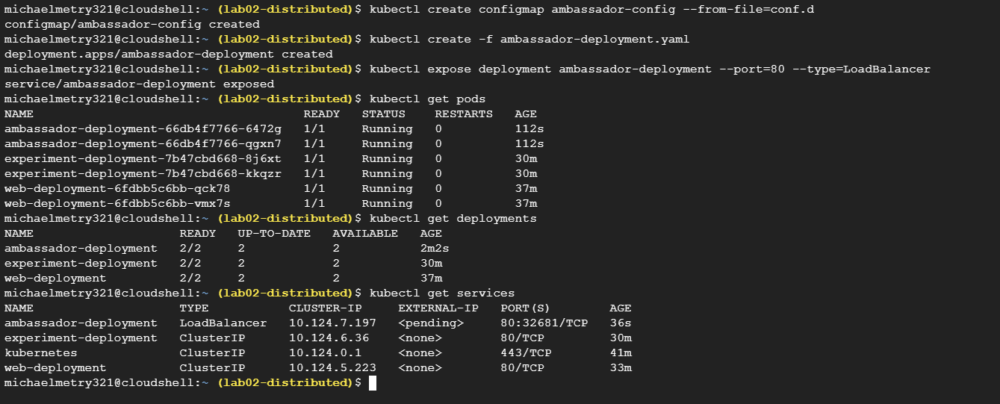 michaelmetry321@cloudshell:~ (lab02-distributed)$ kubectl create configmap ambassador-config --from-file=conf.d
configmap/ambassador-config created
michaelmetry321@cloudshell:~ (lab02-distributed)$ kubectl create -f ambassador-deployment.yaml
deployment.apps/ambassador-deployment created
michaelmetry321@cloudshell:~ (lab02-distributed)$ kubectl expose deployment ambassador-deployment --port=80 --type=LoadBalancer
service/ambassador-deployment exposed
michaelmetry321@cloudshell:~ (lab02-distributed)$ kubectl get pods
NAME READY STATUS RESTARTS AGE
ambassador-deployment-66db4f7766-6472g 1/1 Running 0 112s
ambassador-deployment-66db4f7766-qgxn7 1/1 Running 0 112s
experiment-deployment-7b47cbd668-8j6xt 1/1 Running 0 30m
experiment-deployment-7b47cbd668-kkqzr 1/1 Running 0 30m
web-deployment-6fdbb5c6bb-qck78 1/1 Running 0 37m
web-deployment-6fdbb5c6bb-vmx7s 1/1 Running 0 37m
michaelmetry321@cloudshell:~ (lab02-distributed)$ kubectl get deployments
NAME READY UP-TO-DATE AVAILABLE AGE
ambassador-deployment 2/2 2 2 2m2s
experiment-deployment 2/2 2 2 30m
web-deployment 2/2 2 2 37m
michaelmetry321@cloudshell:~ (lab02-distributed)$ kubectl get services
NAME TYPE CLUSTER-IP EXTERNAL-IP PORT(S) AGE
ambassador-deployment LoadBalancer 10.124.7.197 <pending> 80:32681/TCP 36s
experiment-deployment ClusterIP 10.124.6.36 <none> 80/TCP 30m
kubernetes ClusterIP 10.124.0.1 <none> 443/TCP 41m
web-deployment ClusterIP 10.124.5.223 <none> 80/TCP 33m
michaelmetry321@cloudshell:~ (lab02-distributed)$